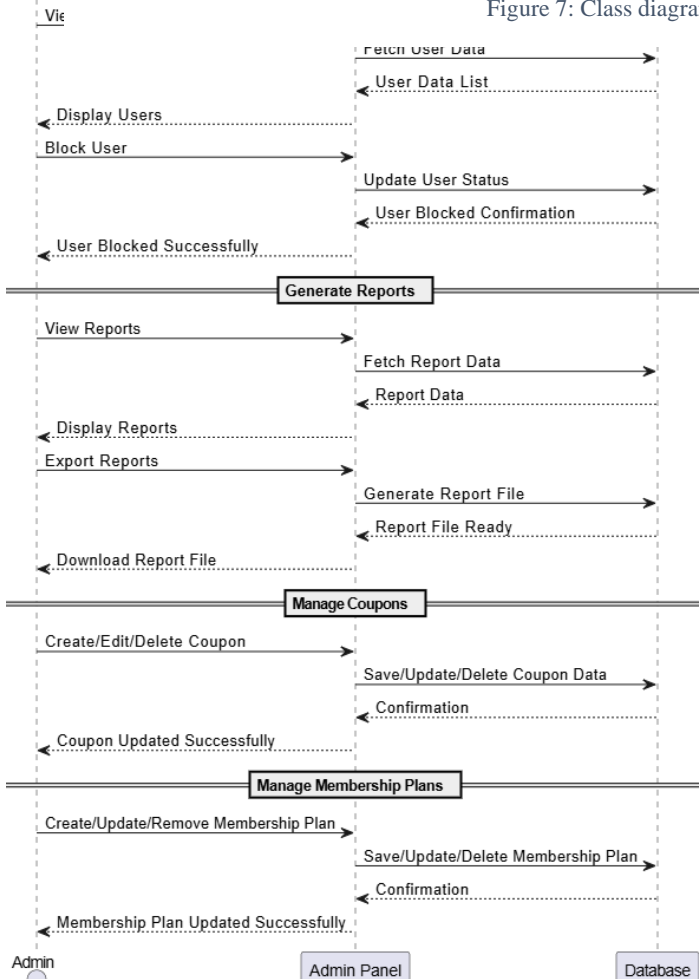 Figure 7: Class diagra
Fetch User Data
User Data List
Display Users
Block User
Update User Status
User Blocked Confirmation
User Blocked Successfully
Generate Reports
View Reports
Fetch Report Data
Report Data
Display Reports
Export Reports
Generate Report File
Report File Ready
Download Report File
Manage Coupons
Create/Edit/Delete Coupon
Save/Update/Delete Coupon Data
Confirmation
Coupon Updated Successfully
Manage Membership Plans
Create/Update/Remove Membership Plan
Save/Update/Delete Membership Plan
Confirmation
Membership Plan Updated Successfully
Admin
Admin Panel
Database